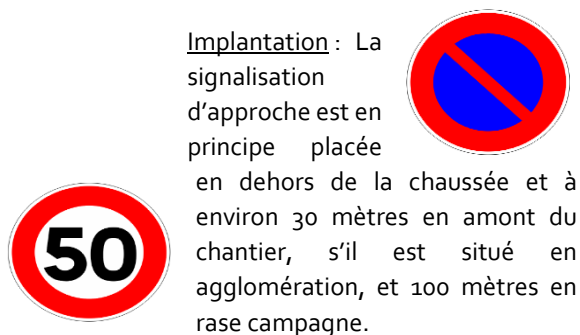 Implantation : La
signalisation
d’approche est en
principe placée
en dehors de la chaussée et à
environ 30 mètres en amont du
chantier, s’il est situé en
agglomération, et 100 mètres en
rase campagne.
50